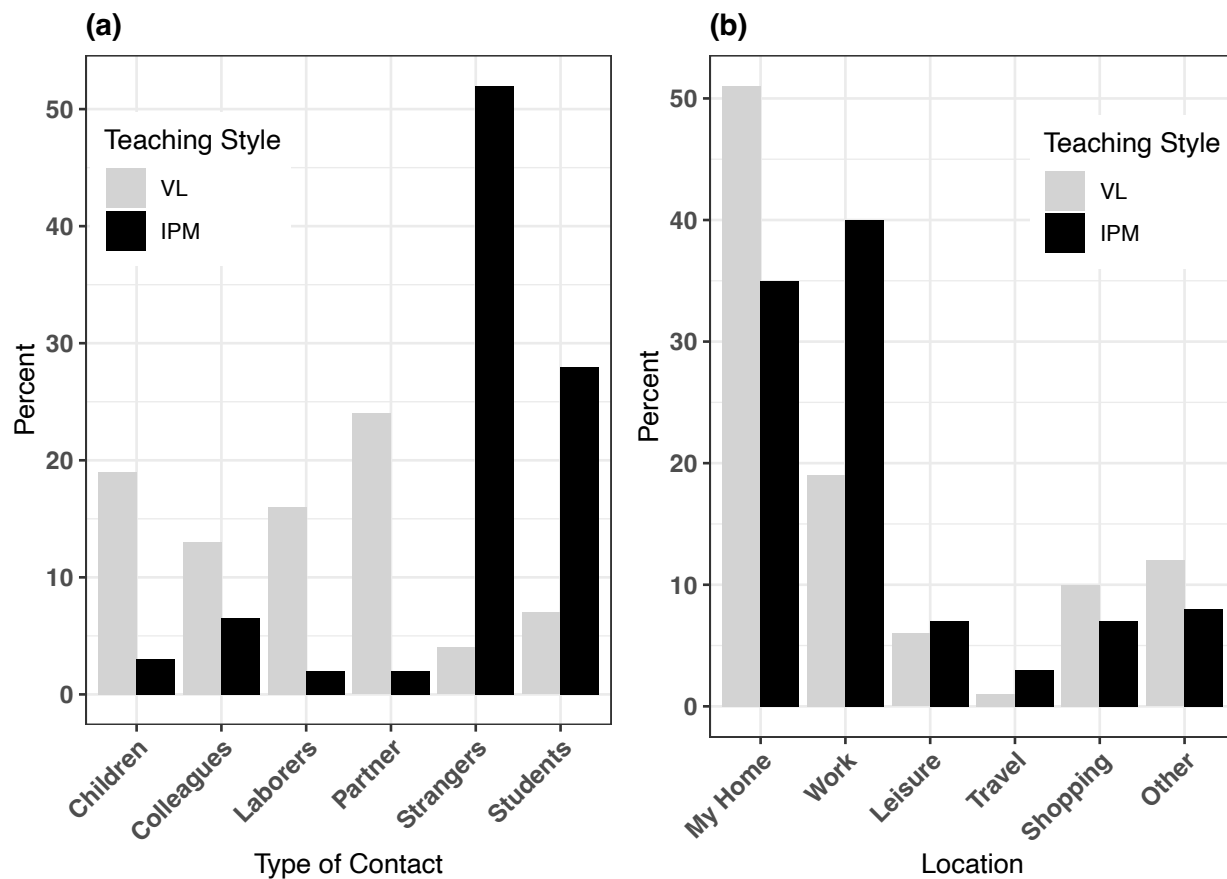 (a)
Percent
50
40
30
20
10
0
Teaching Style
VL
IPM
Children
Colleagues
Laborers
Partner
Strangers
Students
Type of Contact
(b)
Percent
50
40
30
20
10
0
Teaching Style
VL
IPM
My Home
Work
Leisure
Travel
Shopping
Other
Location